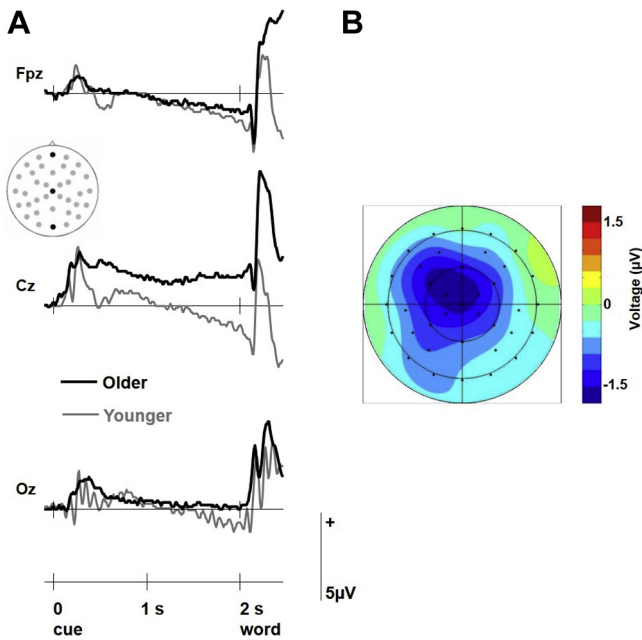 A
B
Fpz
Cz
Older
Younger
Oz
+
5µV
0
1 s
2 s
cue
word
1.5
0
-1.5
Voltage (µV)